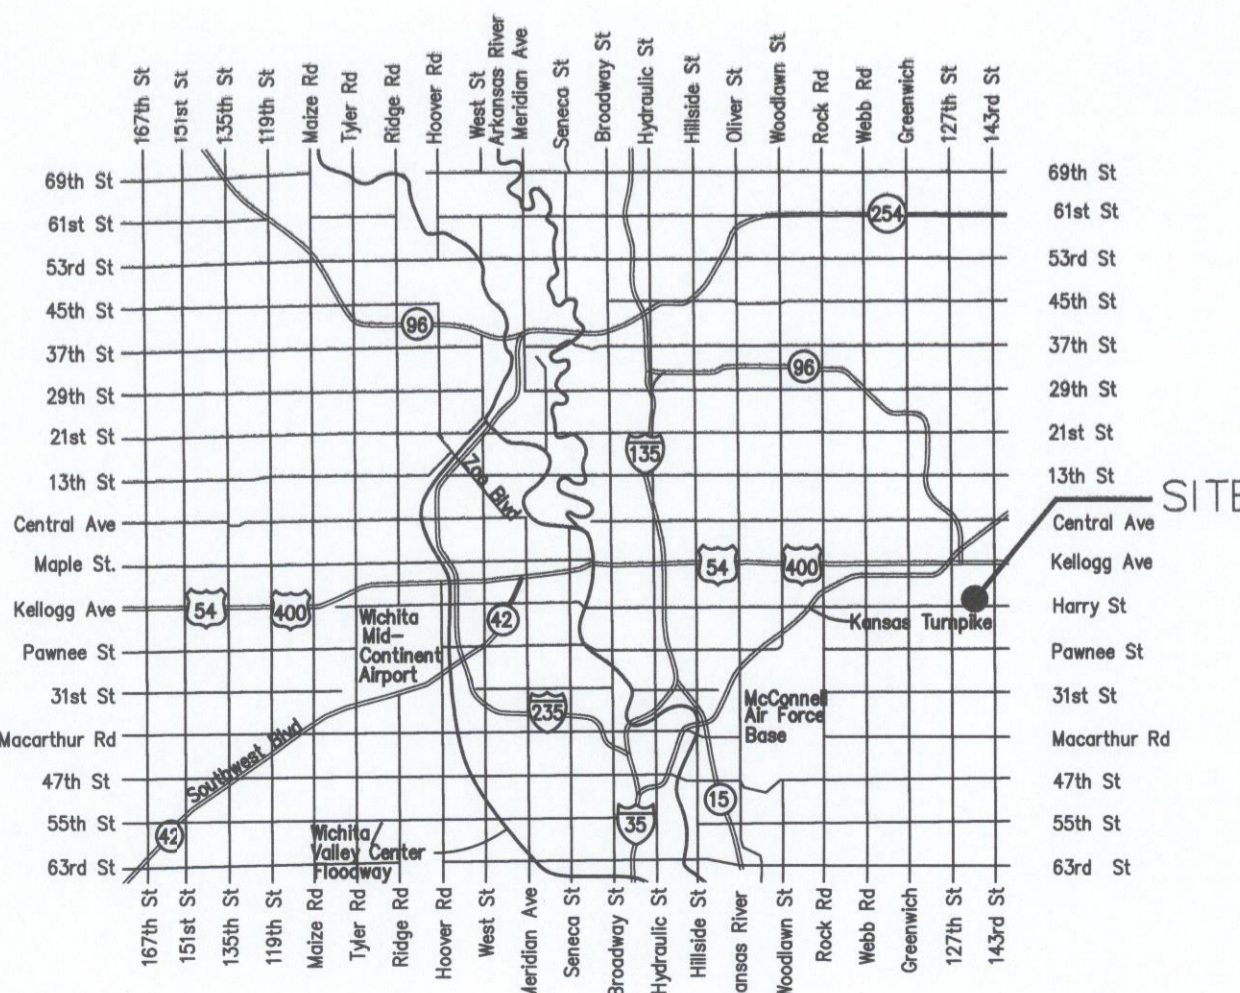 167th St
151st St
135th St
119th St
Maize Rd
Tyler Rd
Ridge Rd
Hoover Rd
West St
Arkansas River
Meridian Ave
Seneca St
Broadway St
Hydraulic St
Hillside St
Oliver St
Woodlawn St
Rock Rd
Webb Rd
Greenwich
127th St
143rd St
69th St
61st St
53rd St
45th St
37th St
29th St
21st St
13th St
Central Ave
Maple St.
Kellogg Ave
Pawnee St
31st St
Macarthur Rd
47th St
55th St
63rd St
254
96
96
135
Zoo Blvd
54
400
54
400
42
Wichita
Mid-
Continent
Airport
Kansas Turnpike
235
McConnell
Air Force
Base
Southwest Blvd
42
15
35
Wichita/
Valley Center
Floodway
SITE
69th St
61st St
53rd St
45th St
37th St
29th St
21st St
13th St
Central Ave
Kellogg Ave
Harry St
Pawnee St
31st St
Macarthur Rd
47th St
55th St
63rd St
167th St
151st St
135th St
119th St
Maize Rd
Tyler Rd
Ridge Rd
Hoover Rd
West St
Meridian Ave
Seneca St
Broadway St
Hydraulic St
Hillside St
ansas River
Woodlawn St
Rock Rd
Webb Rd
Greenwich
127th St
143rd St